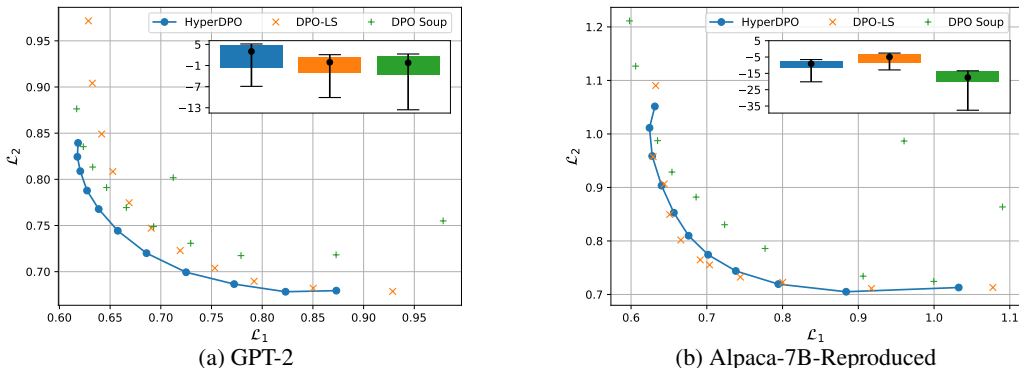 HyperDPO DPO-LS DPO Soup
0.95
0.90
0.85
0.80
0.75
0.70
5
−1
−7
−13
ℒ₂
0.60 0.65 0.70 0.75 0.80 0.85 0.90 0.95
ℒ₁
(a) GPT-2
HyperDPO DPO-LS DPO Soup
1.2
1.1
1.0
0.9
0.8
0.7
5
−5
−15
−25
−35
ℒ₂
0.6 0.7 0.8 0.9 1.0 1.1
ℒ₁
(b) Alpaca-7B-Reproduced